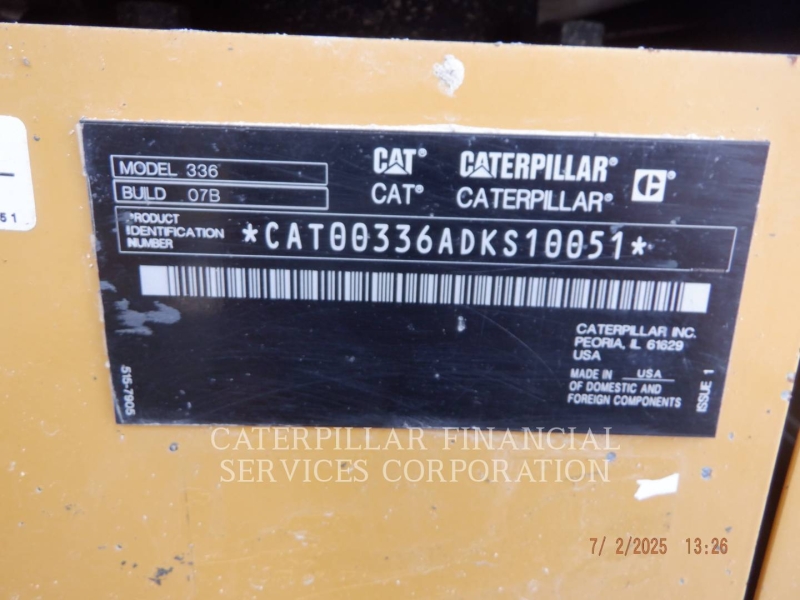 MODEL 336
BUILD 07B
CAT® CATERPILLAR®
CAT® CATERPILLAR®
PRODUCT
IDENTIFICATION
NUMBER
*CAT00336ADKS10051*
CATERPILLAR INC.
PEORIA, IL 61629
USA
MADE IN USA
OF DOMESTIC AND
FOREIGN COMPONENTS
515-7905
ISSUE 1
51
CATERPILLAR FINANCIAL
SERVICES CORPORATION
7/ 2/2025 13:26